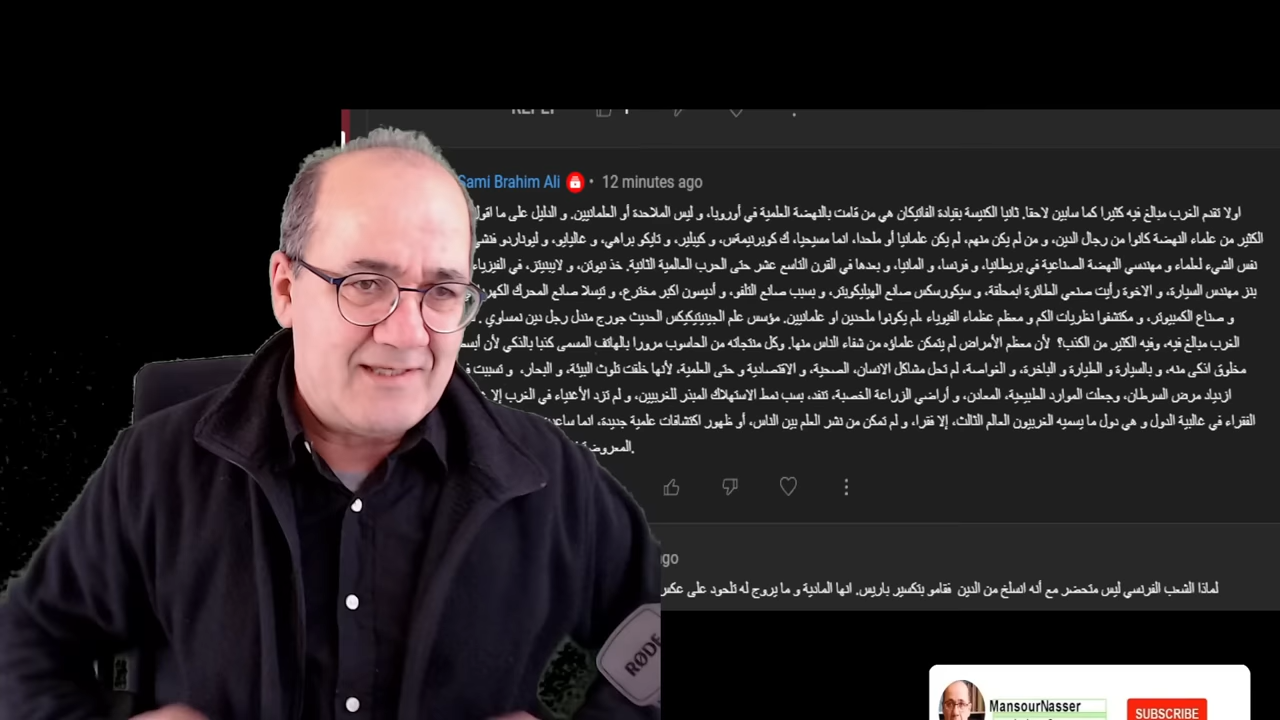 REPLY
Sami Brahim Ali • 12 minutes ago
اولا تقدم الغرب مبالغ فيه كثيرا كما سابين لاحقا. ثانيا الكنيسة بقيادة الفاتيكان هي من قامت بالنهضة العلمية في أوروبا، و ليس الملاحدة أو العلمانيين. و الدليل على ما اقول
الكثير من علماء النهضة كانوا من رجال الدين، و من لم يكن منهم، لم يكن علمانيا أو ملحدا، انما مسيحيا، ك كوبرنيمكس، و كيبلير، و تايكو براهي، و غاليليو، و ليوناردو
نفس الشيء لعلماء و مهندسي النهضة الصناعية في بريطانيا، و فرنسا، و المانيا، و بعدها في القرن التاسع عشر حتى الحرب العالمية الثانية. خذ نيوتن، و لايبنيتز، في الفيزياء
بنز مهندس السيارة، و الاخوة رأيت صنعي الطائرة ابمحلقة، و سيكورسكس صانع الهيليكوبتر، و بسبب صانع التلفو، و أديسون اكبر مخترع، و تيسلا صانع المحرك
و صناع الكمبيوتر، و مكتشفوا نظريات الكم و معظم عظماء الفيزياء ،لم يكونوا ملحدين او علمانيين. مؤسس علم الجينيتيكس الحديث جورج مندل رجل دين نمساوي .
الغرب مبالغ فيه، وفيه الكثير من الكذب؟ لأن معظم الأمراض لم يتمكن علماؤه من شفاء الناس منها. وكل منتجاته من الحاسوب مرورا بالهاتف المسمى كذبا بالذكي لأن
مخلوق اذكى منه، و بالسيارة و الطيارة و الباخرة، و الغواصة، لم تحل مشاكل الانسان، الصحية، و الاقتصادية و حتى العلمية، لأنها خلقت تلوث البيئة، و البحار، و تسببت
ازدياد مرض السرطان، وجعلت الموارد الطبيعية، المعادن، و أراضي الزراعة الخصبة، تنفد، بسب نمط الاستهلاك المبذر للغربيين، و لم تزد الأغنياء في الغرب إلا
الفقراء في غالبية الدول و هي دول ما يسميه الغربيون العالم الثالث، إلا فقرا، و لم تمكن من نشر العلم بين الناس، أو ظهور اكتشافات علمية جديدة، انما
المعروضة.
ago
لماذا الشعب الفرنسي ليس متحضر مع أنه انسلخ من الدين فقامو بتكسير باريس. انها المادية و ما يروج له تلحود على عكس
RØDE
MansourNasser
SUBSCRIBE